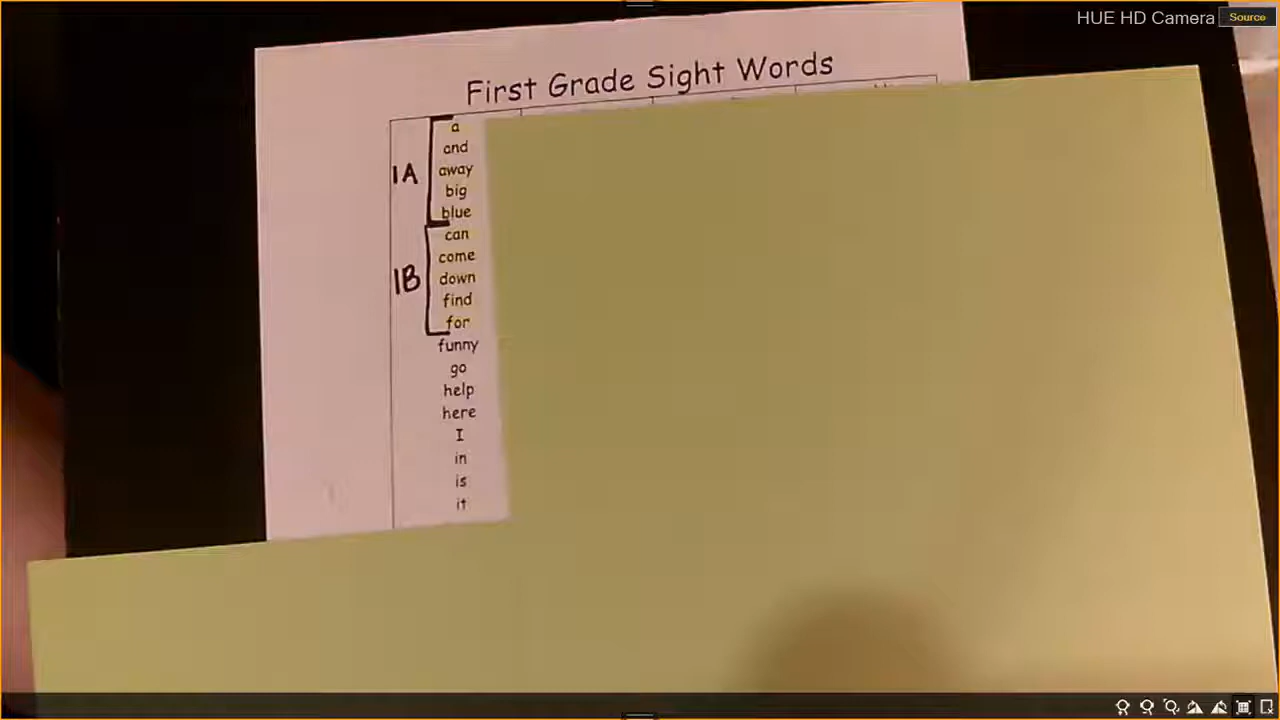 HUE HD Camera Source
First Grade Sight Words
1A
a
and
away
big
blue
1B
can
come
down
find
for
funny
go
help
here
I
in
is
it